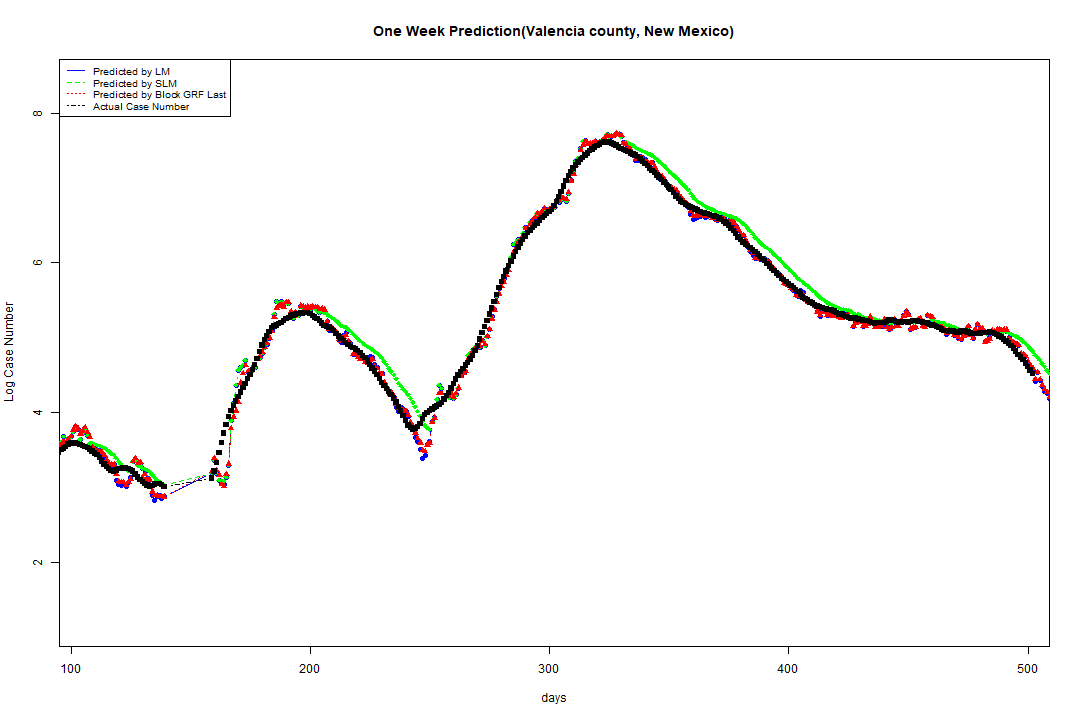 One Week Prediction(Valencia county, New Mexico)
Predicted by LM
Predicted by SLM
Predicted by Block GRF Last
Actual Case Number
8
6
4
2
Log Case Number
100 200 300 400 500
days